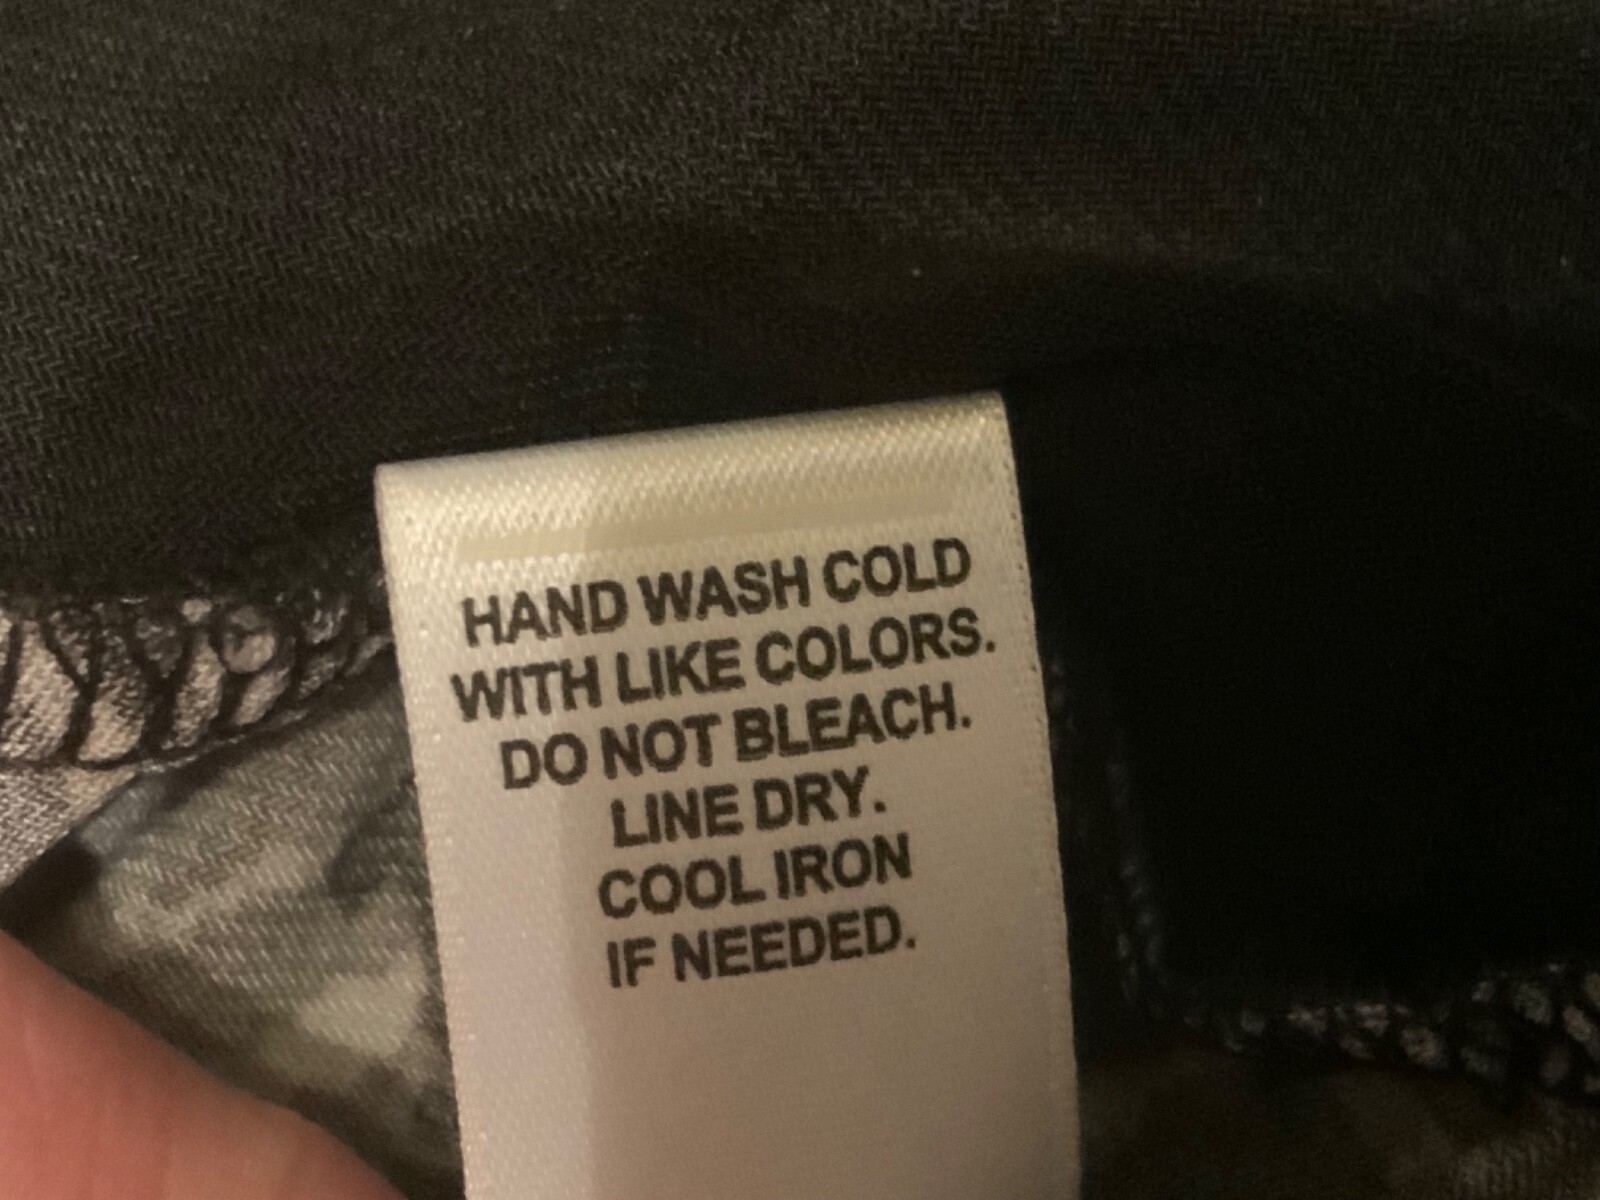 HAND WASH COLD
WITH LIKE COLORS.
DO NOT BLEACH.
LINE DRY.
COOL IRON
IF NEEDED.